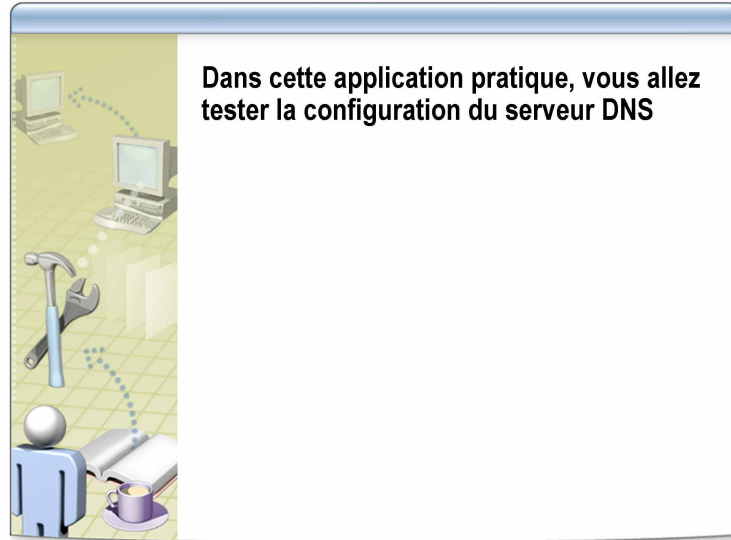 Dans cette application pratique, vous allez
tester la configuration du serveur DNS